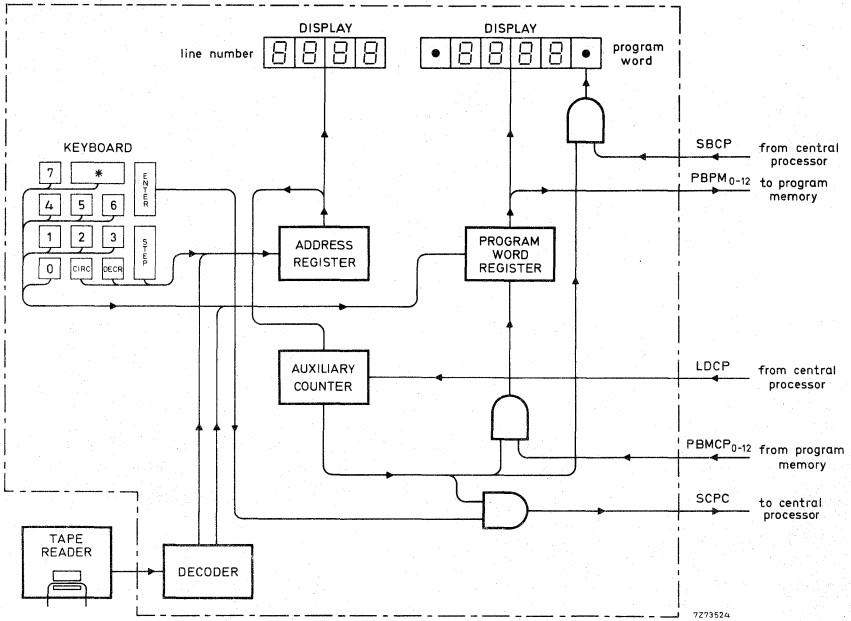 DISPLAY
line number
DISPLAY
program
word
KEYBOARD
7 *
ENTER
4 5 6
1 2 3
STEP
0 CIRC DECR
SBCP
from central
processor
PBPM0-12
to program
memory
ADDRESS
REGISTER
PROGRAM
WORD
REGISTER
AUXILIARY
COUNTER
LDCP
from central
processor
PBMCP0-12
from program
memory
SCPC
to central
processor
TAPE
READER
DECODER
7Z73524